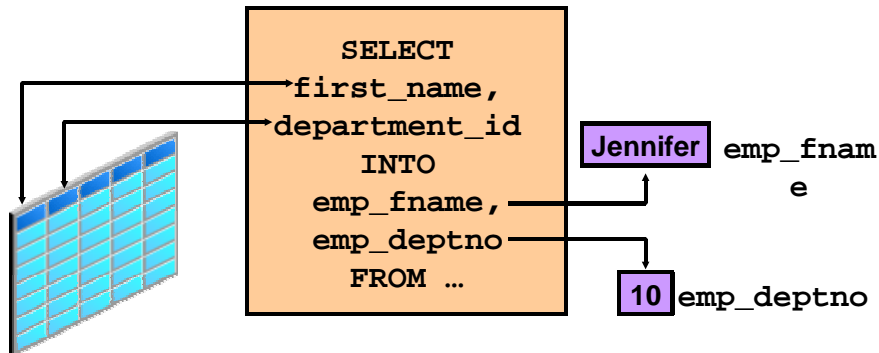 SELECT
first_name,
department_id
INTO
emp_fname,
emp_deptno
FROM …
Jennifer
emp_fnam
e
10
emp_deptno